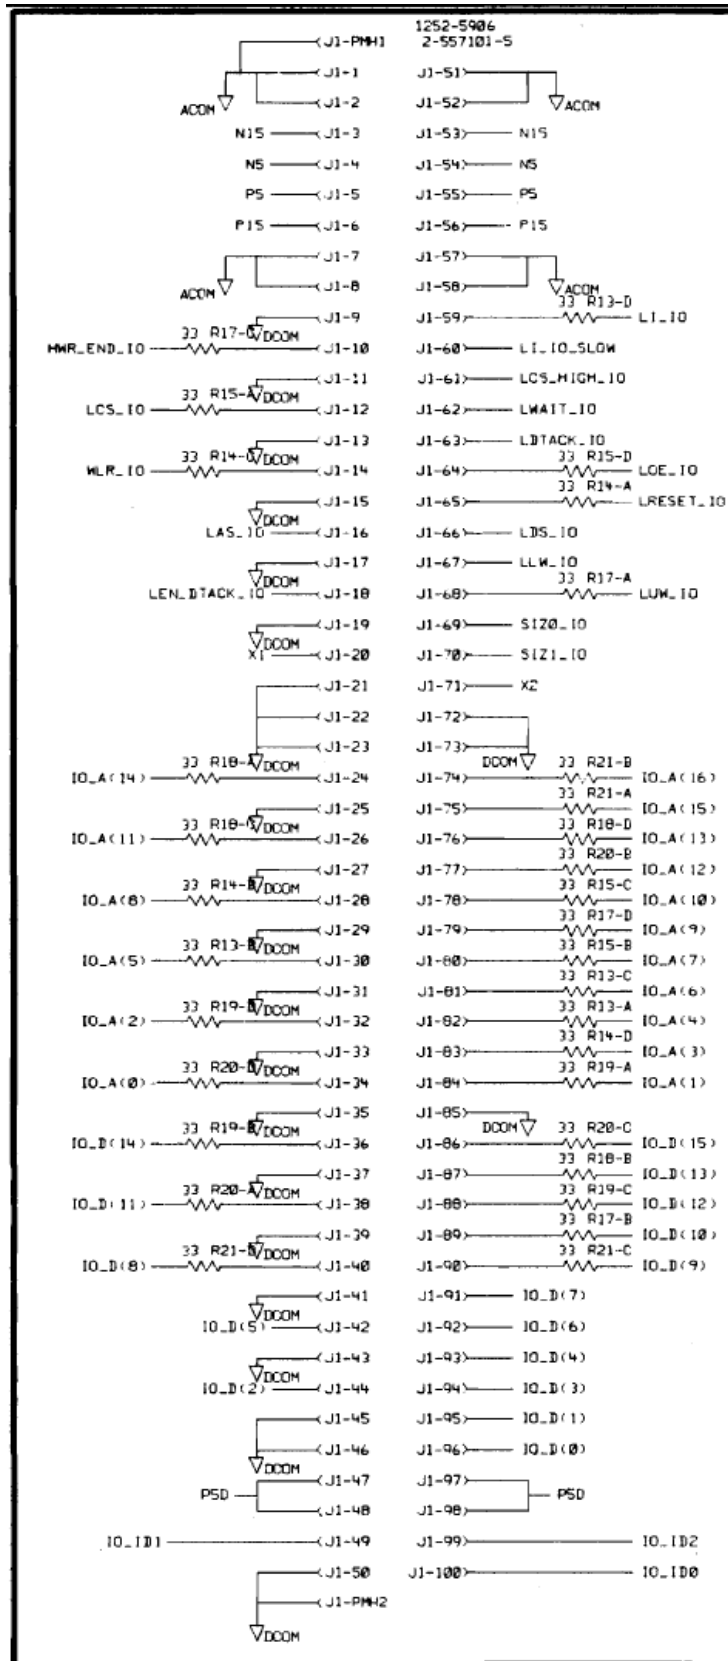 1252-5906
J1-PMH1 2-557101-5
J1-1 J1-51
ACOM J1-2 J1-52 ACOM
N15 J1-3 J1-53 N15
N5 J1-4 J1-54 N5
P5 J1-5 J1-55 P5
P15 J1-6 J1-56 P15
J1-7 J1-57
ACOM J1-8 J1-58 ACOM
33 R13-D
J1-9 J1-59 LI_IO
33 R17-C DCOM
HWR_END_IO J1-10 J1-60 LI_IO_SLOW
J1-11 J1-61 LCS_HIGH_IO
33 R15-A DCOM
LCS_IO J1-12 J1-62 LWAIT_IO
J1-13 J1-63 LDTACK_IO
33 R14-C DCOM 33 R15-D
WLR_IO J1-14 J1-64 LOE_IO
33 R14-A
J1-15 J1-65 LRESET_IO
DCOM
LAS_IO J1-16 J1-66 LDS_IO
J1-17 J1-67 LLW_IO
DCOM 33 R17-A
LEN_DTACK_IO J1-18 J1-68 LUW_IO
J1-19 J1-69 SIZ0_IO
DCOM
X1 J1-20 J1-70 SIZ1_IO
J1-21 J1-71 X2
J1-22 J1-72
J1-23 J1-73
33 R18-A DCOM DCOM 33 R21-B
IO_A(14) J1-24 J1-74 IO_A(16)
33 R21-A
J1-25 J1-75 IO_A(15)
33 R18-C DCOM 33 R18-D
IO_A(11) J1-26 J1-76 IO_A(13)
33 R20-B
J1-27 J1-77 IO_A(12)
33 R14-B DCOM 33 R15-C
IO_A(8) J1-28 J1-78 IO_A(10)
33 R17-D
J1-29 J1-79 IO_A(9)
33 R13-B DCOM 33 R15-B
IO_A(5) J1-30 J1-80 IO_A(7)
33 R13-C
J1-31 J1-81 IO_A(6)
33 DCOM 33 R13-A
IO_A(2) J1-32 J1-82 IO_A(4)
33 R14-D
J1-33 J1-83 IO_A(3)
33 DCOM 33 R19-A
IO_A(0) J1-34 J1-84 IO_A(1)
J1-35 J1-85
33 DCOM DCOM 33 R20-C
IO_D(14) J1-36 J1-86 IO_D(15)
33 R18-B
J1-37 J1-87 IO_D(13)
33 R20-A DCOM 33 R19-C
IO_D(11) J1-38 J1-88 IO_D(12)
33 R17-B
J1-39 J1-89 IO_D(10)
33 DCOM 33 R21-C
IO_D(8) J1-40 J1-90 IO_D(9)
J1-41 J1-91 IO_D(7)
DCOM
IO_D(5) J1-42 J1-92 IO_D(6)
J1-43 J1-93 IO_D(4)
DCOM
IO_D(2) J1-44 J1-94 IO_D(3)
J1-45 J1-95 IO_D(1)
J1-46 J1-96 IO_D(0)
DCOM
J1-47 J1-97
P5D P5D
J1-48 J1-98
IO_ID1 J1-49 J1-99 IO_ID2
J1-50 J1-100 IO_ID0
J1-PMH2
DCOM